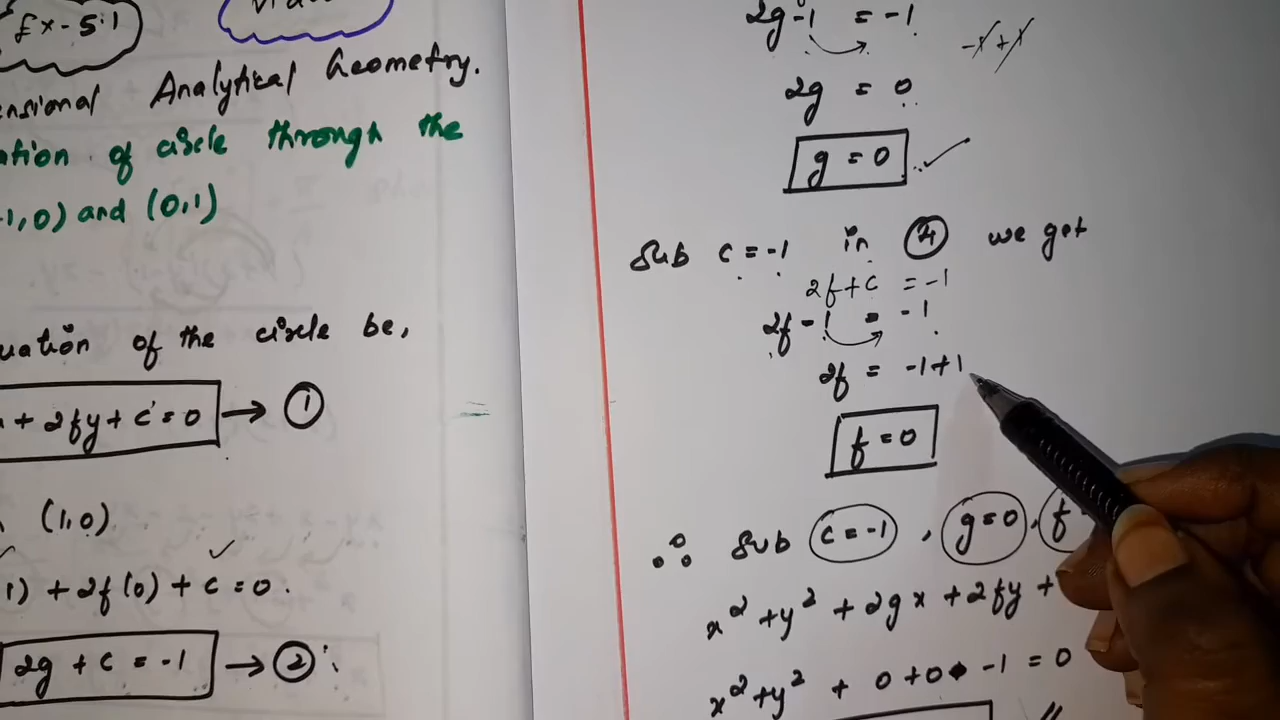 Ex-5.1
Analytical Geometry.
of circle through the
-1,0) and (0,1)
of the circle be,
+ 2fy + c = 0 → ①
(1,0)
1) + 2f(0) + c = 0.
2g + c = -1 → ②
2g - 1 = -1
-1 + 1
2g = 0
g = 0
Sub c = -1 in ④ we get
2f + c = -1
2f - 1 = -1
2f = -1 + 1
f = 0
∴ Sub c = -1, g = 0, f
x² + y² + 2gx + 2fy +
x² + y² + 0 + 0 - 1 = 0